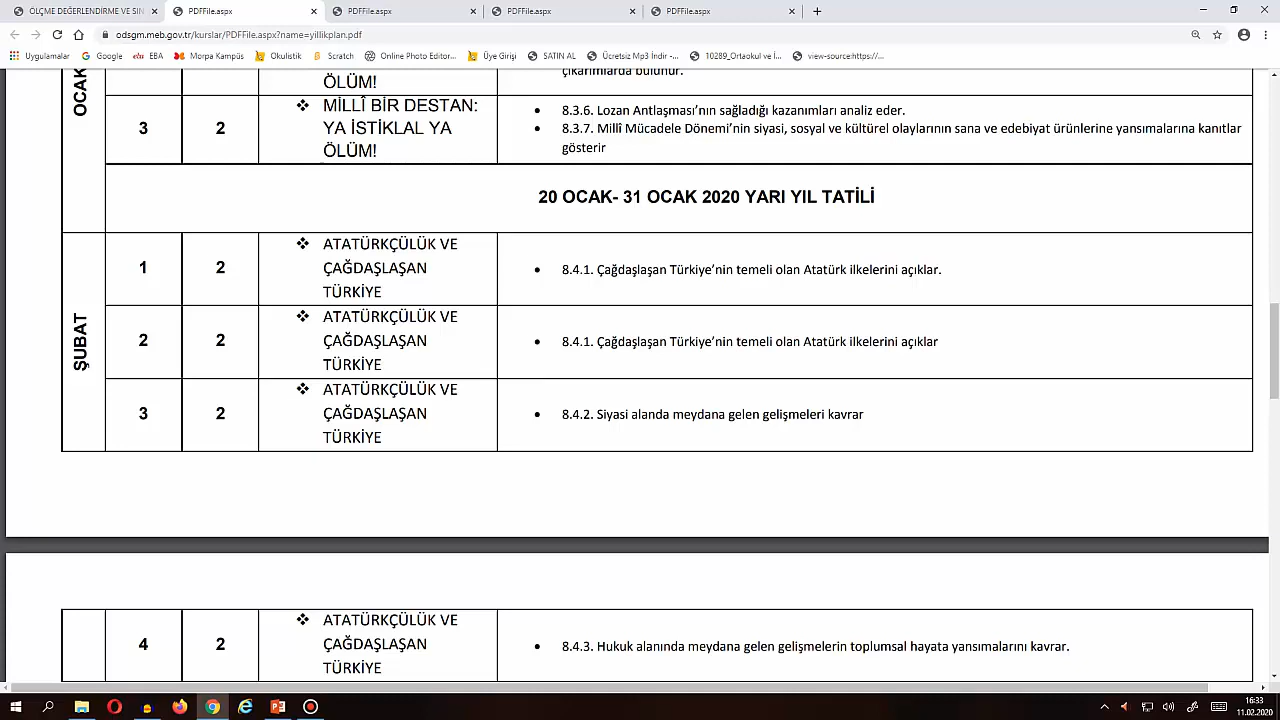 ÖLÇME DEĞERLENDİRME VE SIN
PDFFile.aspx
PDFFile.aspx
PDFFile.aspx
PDFFile.aspx
odsgm.meb.gov.tr/kurslar/PDFFile.aspx?name=yillikplan.pdf
Uygulamalar
Google
eba EBA
Morpa Kampüs
Okulistik
Scratch
Online Photo Editor...
Üye Girişi
SATIN AL
Ücretsiz Mp3 İndir -...
10289_Ortaokul ve İ...
view-source:https://...
OCAK
ÖLÜM!
çıkarımlarda bulunur.
3
2
❖ MİLLÎ BİR DESTAN:
YA İSTİKLAL YA
ÖLÜM!
• 8.3.6. Lozan Antlaşması’nın sağladığı kazanımları analiz eder.
• 8.3.7. Millî Mücadele Dönemi’nin siyasi, sosyal ve kültürel olaylarının sana ve edebiyat ürünlerine yansımalarına kanıtlar
gösterir
20 OCAK- 31 OCAK 2020 YARI YIL TATİLİ
ŞUBAT
1
2
❖ ATATÜRKÇÜLÜK VE
ÇAĞDAŞLAŞAN
TÜRKİYE
• 8.4.1. Çağdaşlaşan Türkiye’nin temeli olan Atatürk ilkelerini açıklar.
2
2
❖ ATATÜRKÇÜLÜK VE
ÇAĞDAŞLAŞAN
TÜRKİYE
• 8.4.1. Çağdaşlaşan Türkiye’nin temeli olan Atatürk ilkelerini açıklar
3
2
❖ ATATÜRKÇÜLÜK VE
ÇAĞDAŞLAŞAN
TÜRKİYE
• 8.4.2. Siyasi alanda meydana gelen gelişmeleri kavrar
4
2
❖ ATATÜRKÇÜLÜK VE
ÇAĞDAŞLAŞAN
TÜRKİYE
• 8.4.3. Hukuk alanında meydana gelen gelişmelerin toplumsal hayata yansımalarını kavrar.
16:33
11.02.2020